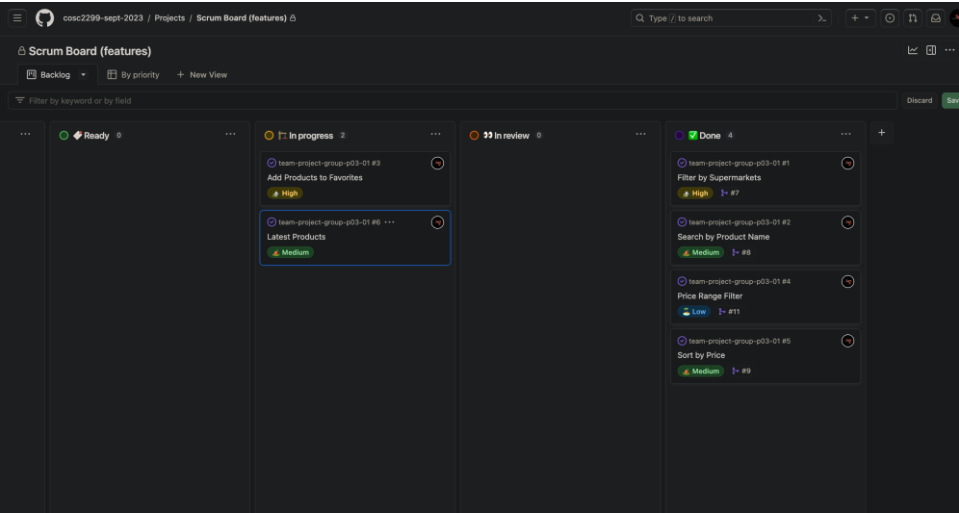 cosc2299-sept-2023 / Projects / Scrum Board (features)
Type / to search
Scrum Board (features)
Backlog
By priority
+ New View
Filter by keyword or by field
Discard
Sav
Ready 0
In progress 2
team-project-group-p03-01 #3
Add Products to Favorites
High
team-project-group-p03-01 #6
Latest Products
Medium
In review 0
Done 4
team-project-group-p03-01 #1
Filter by Supermarkets
High #7
team-project-group-p03-01 #2
Search by Product Name
Medium #8
team-project-group-p03-01 #4
Price Range Filter
Low #11
team-project-group-p03-01 #5
Sort by Price
Medium #9